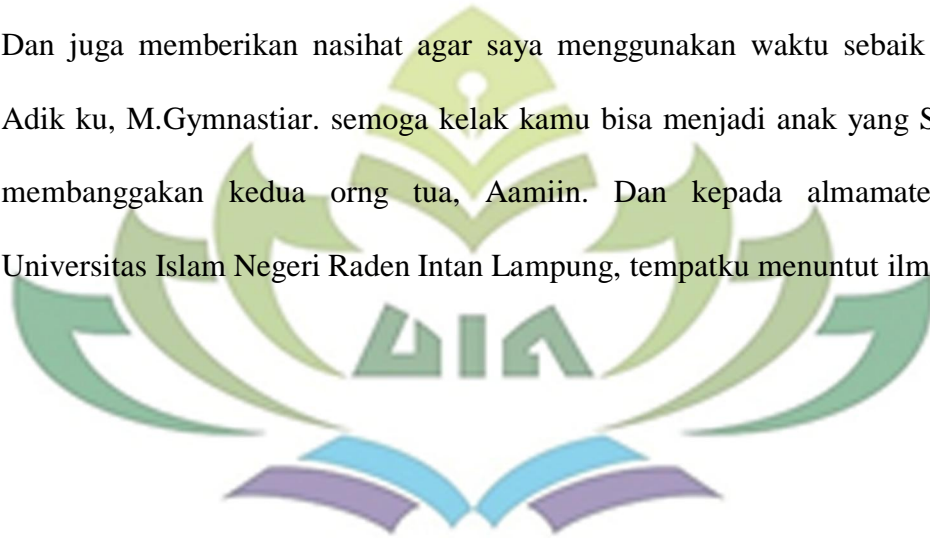 Dan juga memberikan nasihat agar saya menggunakan waktu sebaik
Adik ku, M.Gymnastiar. semoga kelak kamu bisa menjadi anak yang S
membanggakan kedua orng tua, Aamiin. Dan kepada almamate
Universitas Islam Negeri Raden Intan Lampung, tempatku menuntut ilm
UIN